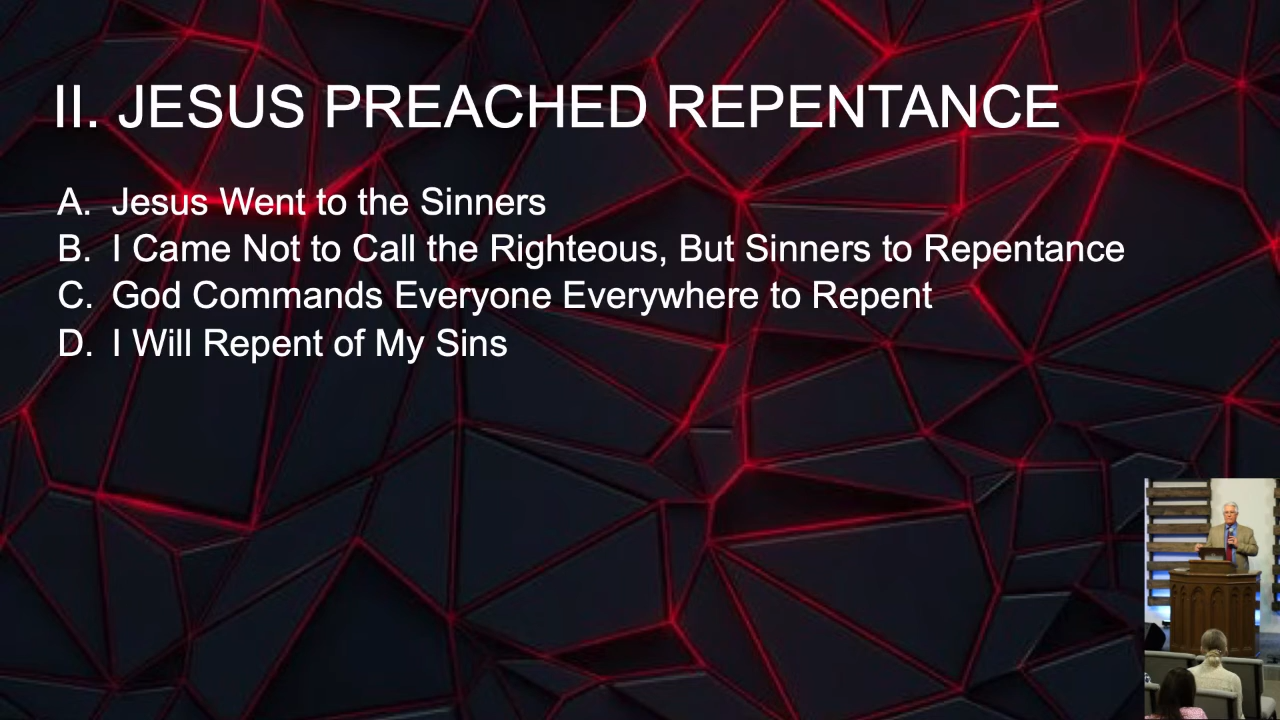 II. JESUS PREACHED REPENTANCE
A. Jesus Went to the Sinners
B. I Came Not to Call the Righteous, But Sinners to Repentance
C. God Commands Everyone Everywhere to Repent
D. I Will Repent of My Sins